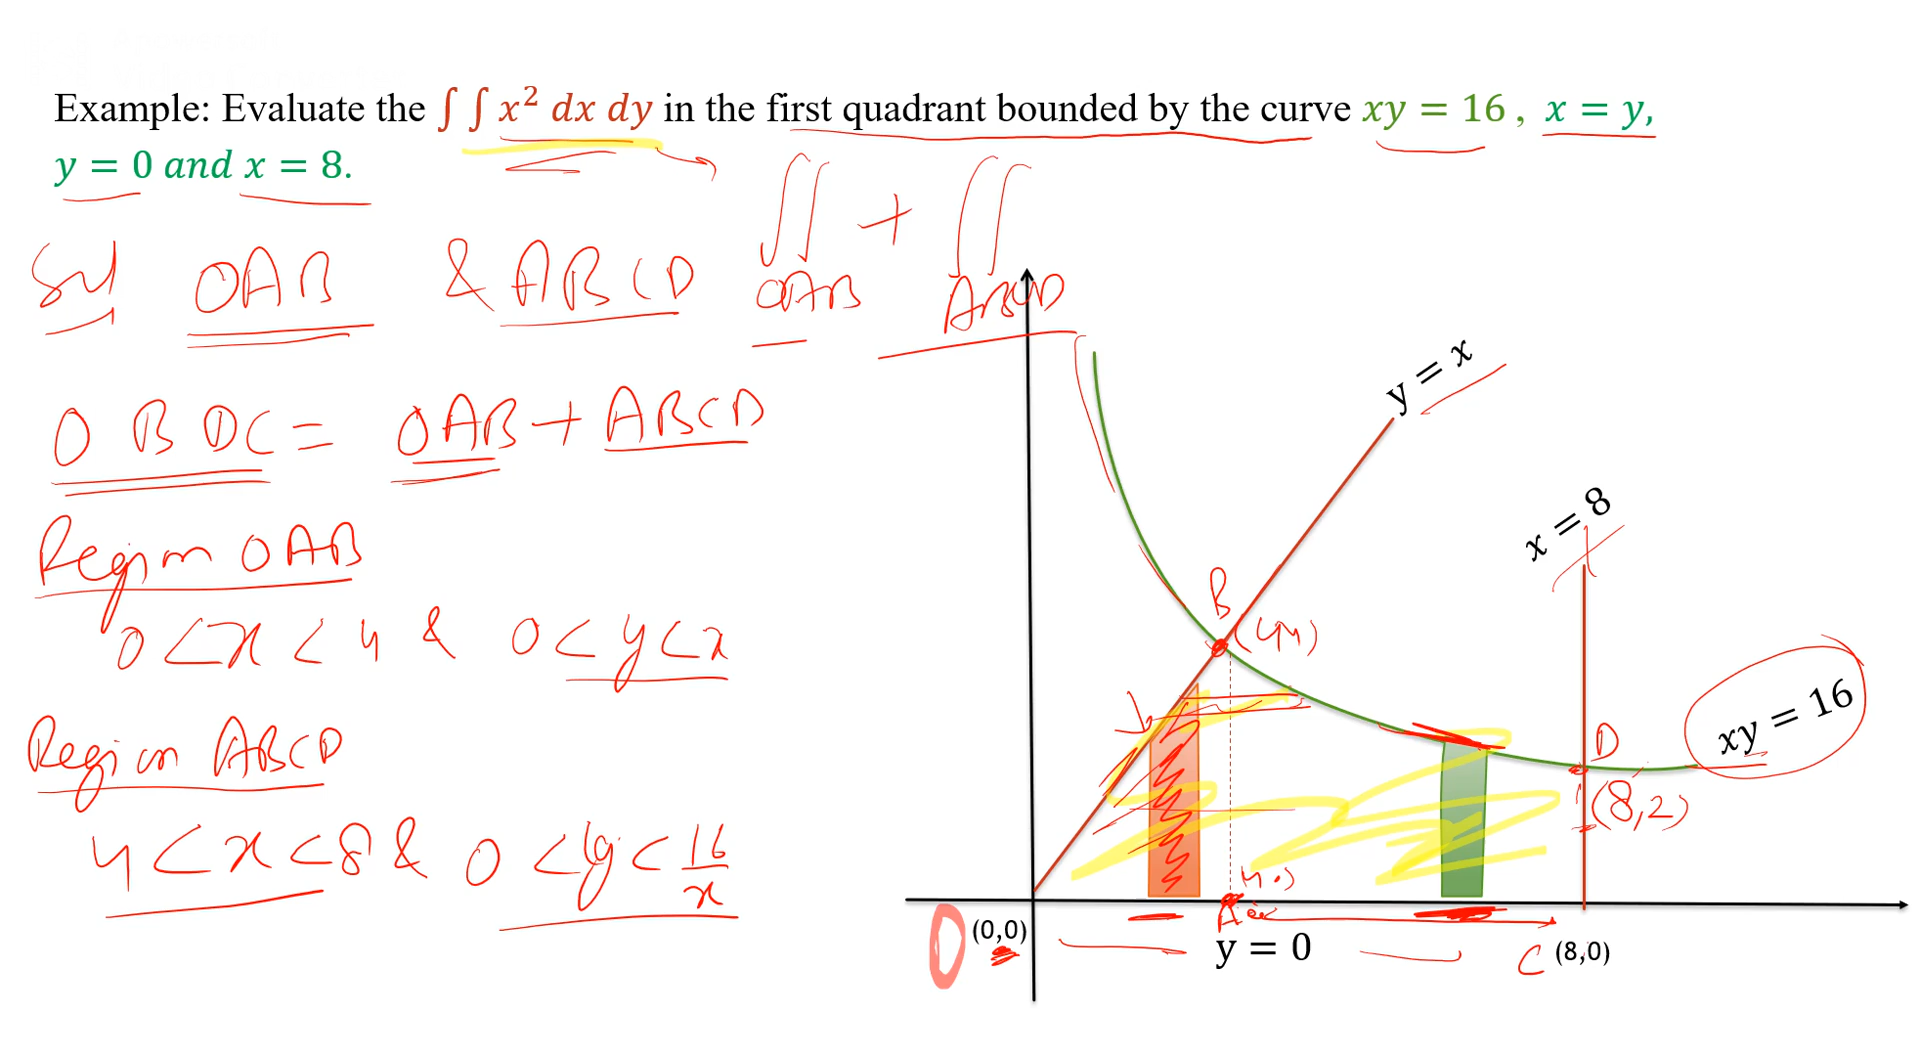 Example: Evaluate the ∫ ∫ x² dx dy in the first quadrant bounded by the curve xy = 16 , x = y,
y = 0 and x = 8.
∬ + ∬
OAB ABCD
Sol OAB & ABCD
O B D C = OAB + ABCD
Region OAB
0 < x < 4 & 0 < y < x
Region ABCD
4 < x < 8 & 0 < y < 16/x
y = x
x = 8
B (4,4)
xy = 16
D
(8,2)
A
O (0,0)
y = 0
C (8,0)